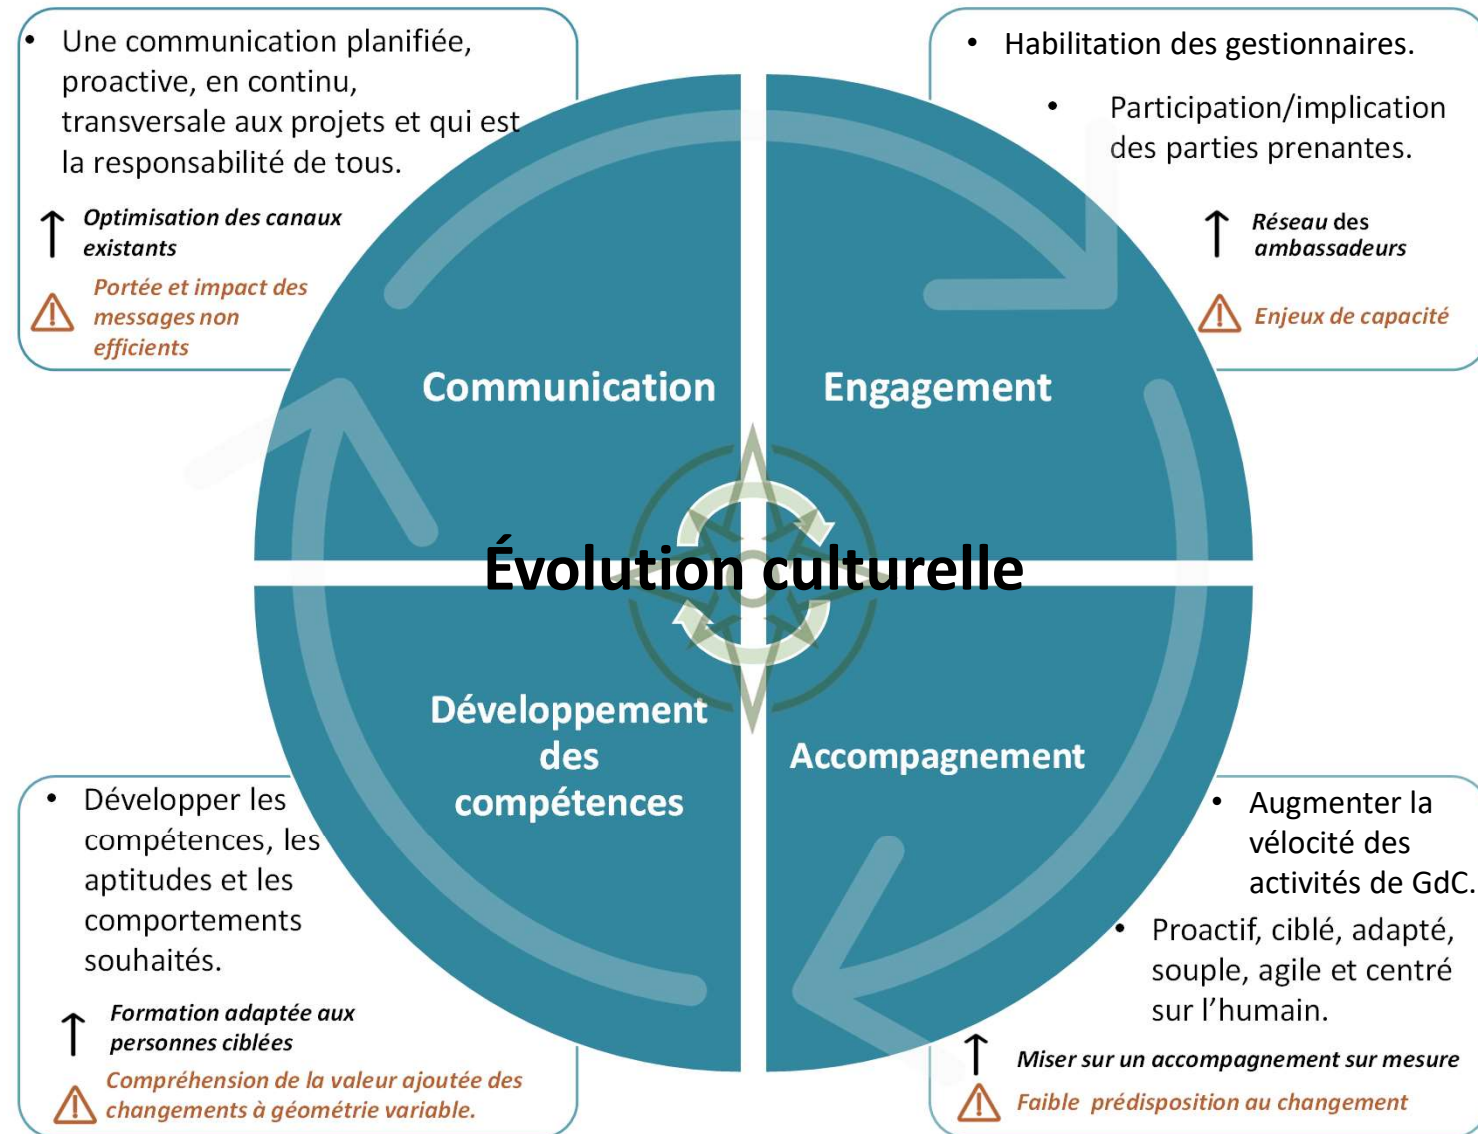 • Une communication planifiée,
proactive, en continu,
transversale aux projets et qui est
la responsabilité de tous.
Optimisation des canaux
existants
Portée et impact des
messages non
efficients
• Habilitation des gestionnaires.
• Participation/implication
des parties prenantes.
Réseau des
ambassadeurs
Enjeux de capacité
Communication
Engagement
Évolution culturelle
Développement
des
compétences
Accompagnement
• Développer les
compétences, les
aptitudes et les
comportements
souhaités.
Formation adaptée aux
personnes ciblées
Compréhension de la valeur ajoutée des
changements à géométrie variable.
• Augmenter la
vélocité des
activités de GdC.
• Proactif, ciblé, adapté,
souple, agile et centré
sur l’humain.
Miser sur un accompagnement sur mesure
Faible prédisposition au changement